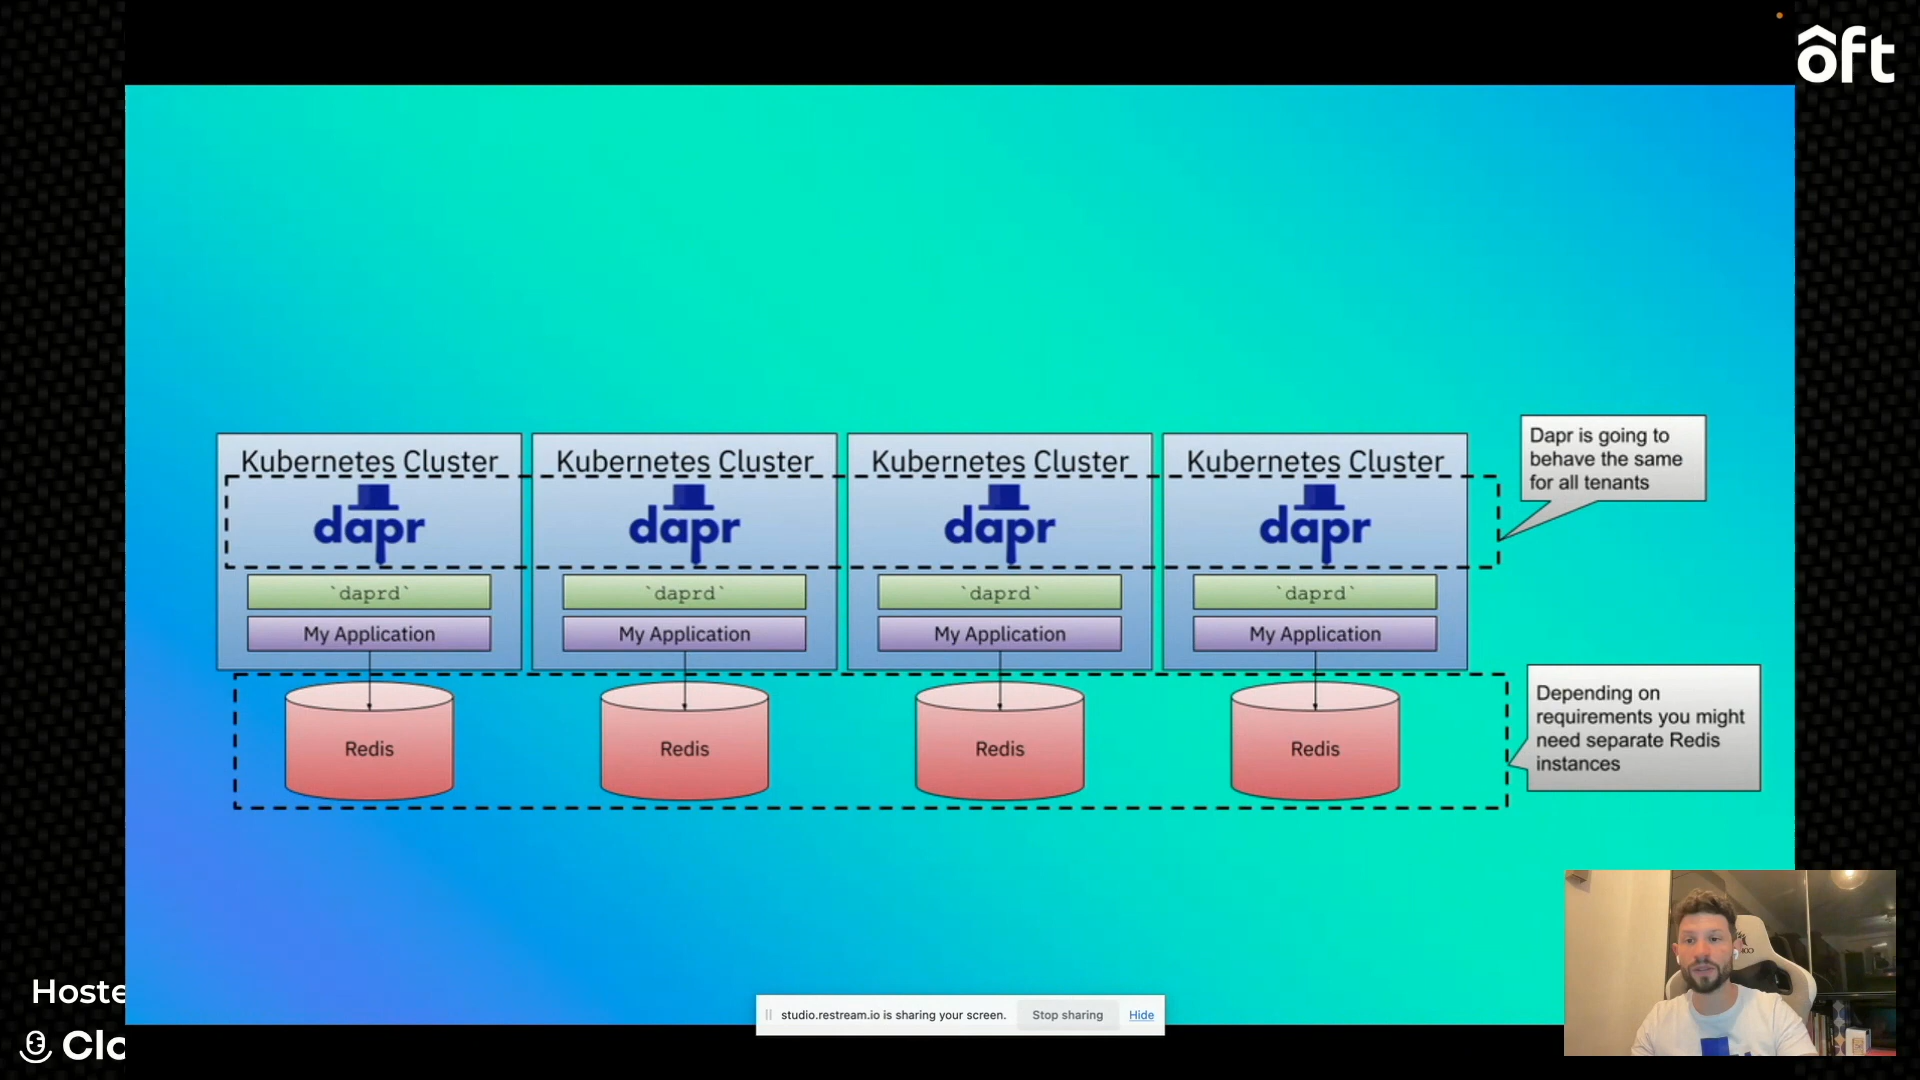 ôft
Kubernetes Cluster
Kubernetes Cluster
Kubernetes Cluster
Kubernetes Cluster
Dapr is going to
behave the same
for all tenants
dapr
dapr
dapr
dapr
`daprd`
`daprd`
`daprd`
`daprd`
My Application
My Application
My Application
My Application
Redis
Redis
Redis
Redis
Depending on
requirements you might
need separate Redis
instances
Hoste
Clo
studio.restream.io is sharing your screen.
Stop sharing
Hide